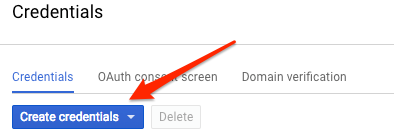 Credentials
Credentials OAuth consent screen Domain verification
Create credentials Delete